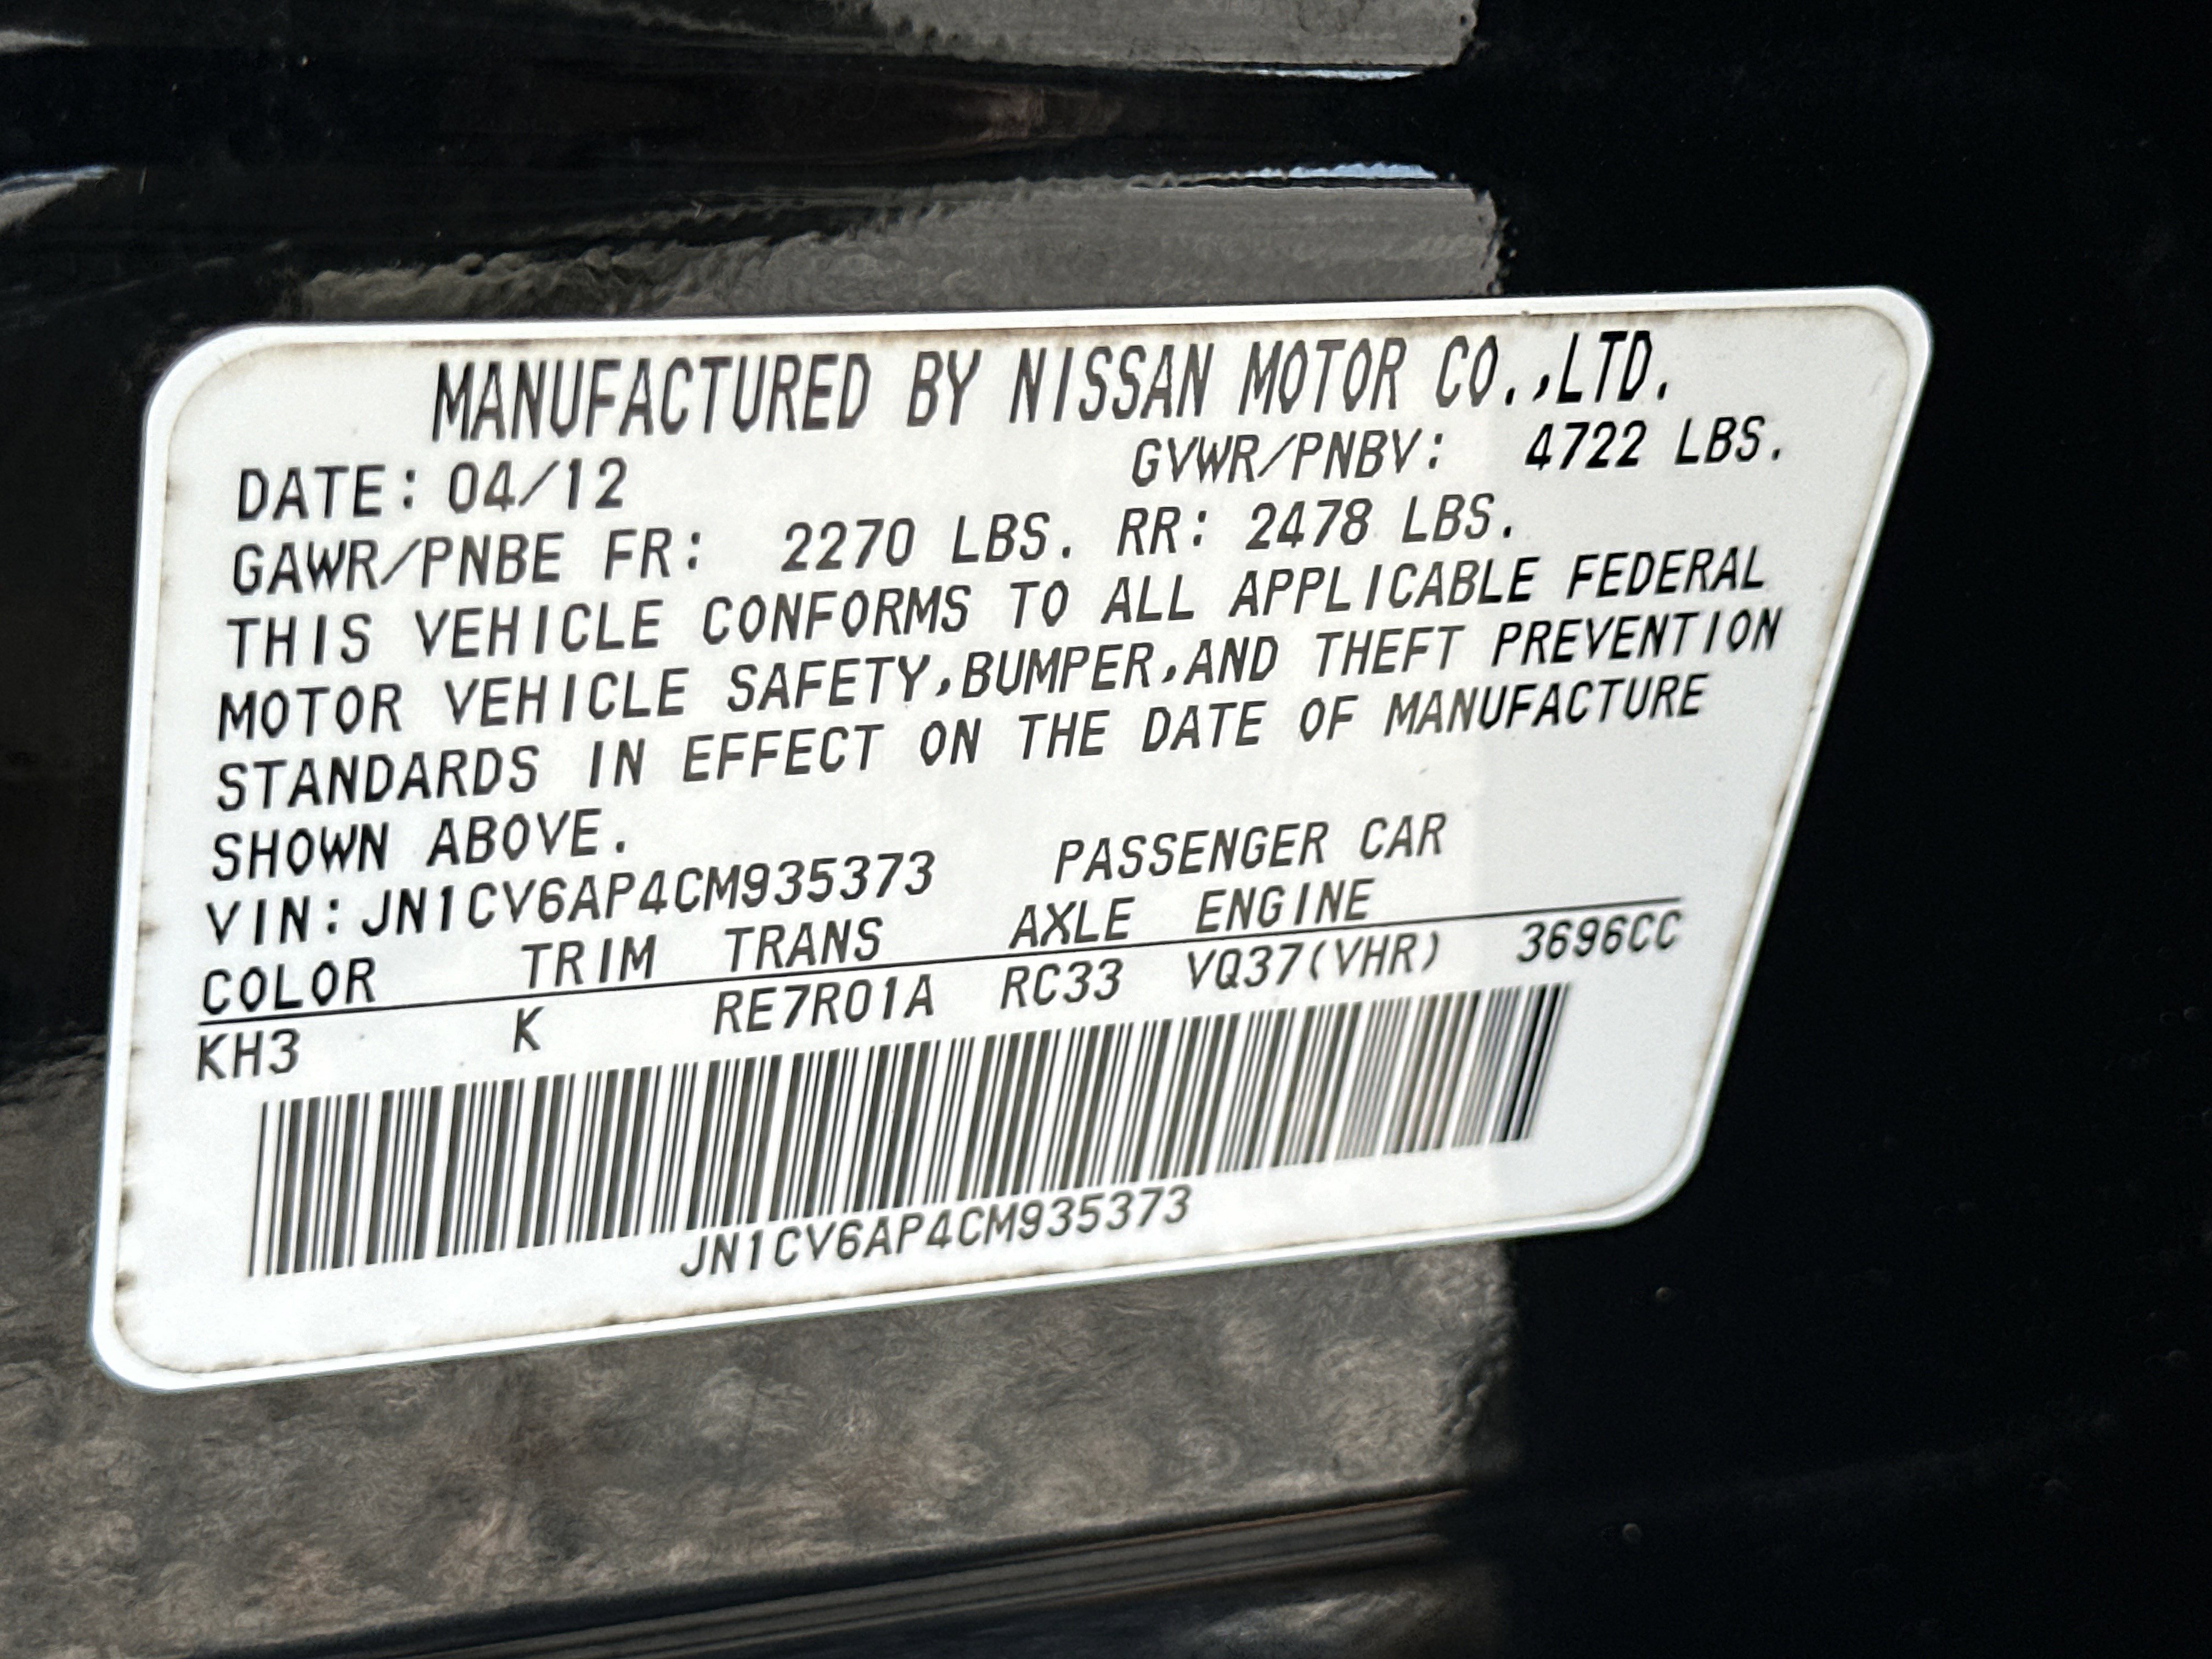 MANUFACTURED BY NISSAN MOTOR CO.,LTD.
DATE: 04/12 GVWR/PNBV: 4722 LBS.
GAWR/PNBE FR: 2270 LBS. RR: 2478 LBS.
THIS VEHICLE CONFORMS TO ALL APPLICABLE FEDERAL
MOTOR VEHICLE SAFETY,BUMPER,AND THEFT PREVENTION
STANDARDS IN EFFECT ON THE DATE OF MANUFACTURE
SHOWN ABOVE.
VIN:JN1CV6AP4CM935373 PASSENGER CAR
COLOR TRIM TRANS AXLE ENGINE
KH3 K RE7R01A RC33 VQ37(VHR) 3696CC
JN1CV6AP4CM935373